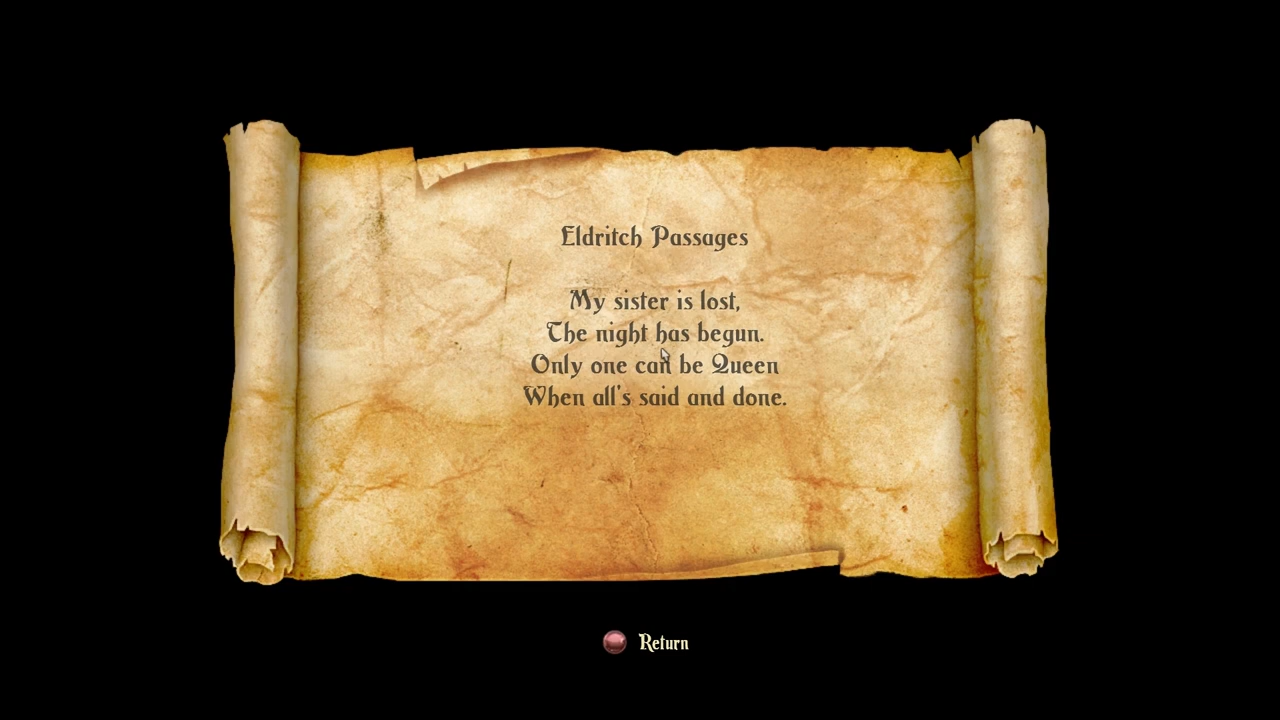 Eldritch Passages
My sister is lost,
The night has begun.
Only one can be Queen
When all's said and done.
Return